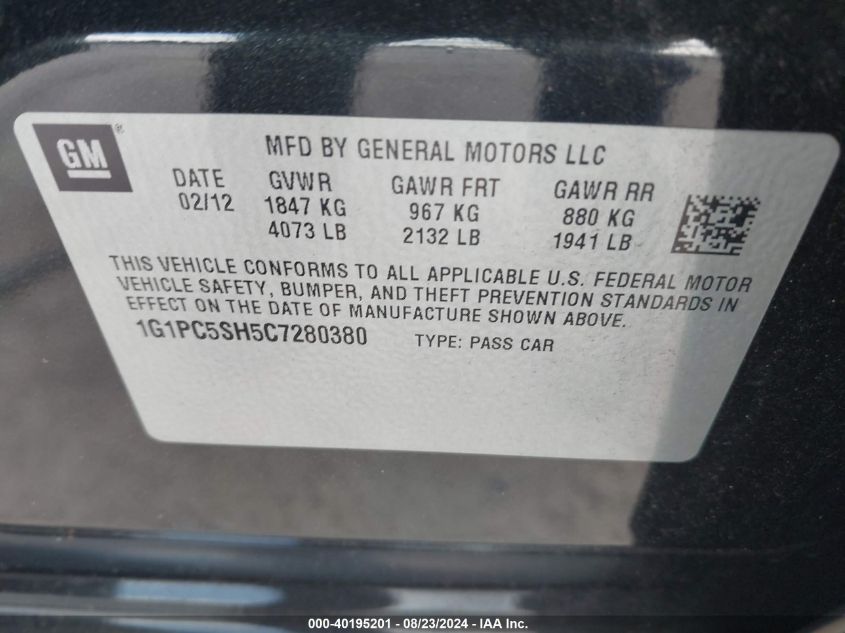 GM®
MFD BY GENERAL MOTORS LLC
DATE GVWR GAWR FRT GAWR RR
02/12 1847 KG 967 KG 880 KG
4073 LB 2132 LB 1941 LB
THIS VEHICLE CONFORMS TO ALL APPLICABLE U.S. FEDERAL MOTOR
VEHICLE SAFETY, BUMPER, AND THEFT PREVENTION STANDARDS IN
EFFECT ON THE DATE OF MANUFACTURE SHOWN ABOVE.
1G1PC5SH5C7280380 TYPE: PASS CAR
000-40195201 - 08/23/2024 - IAA Inc.